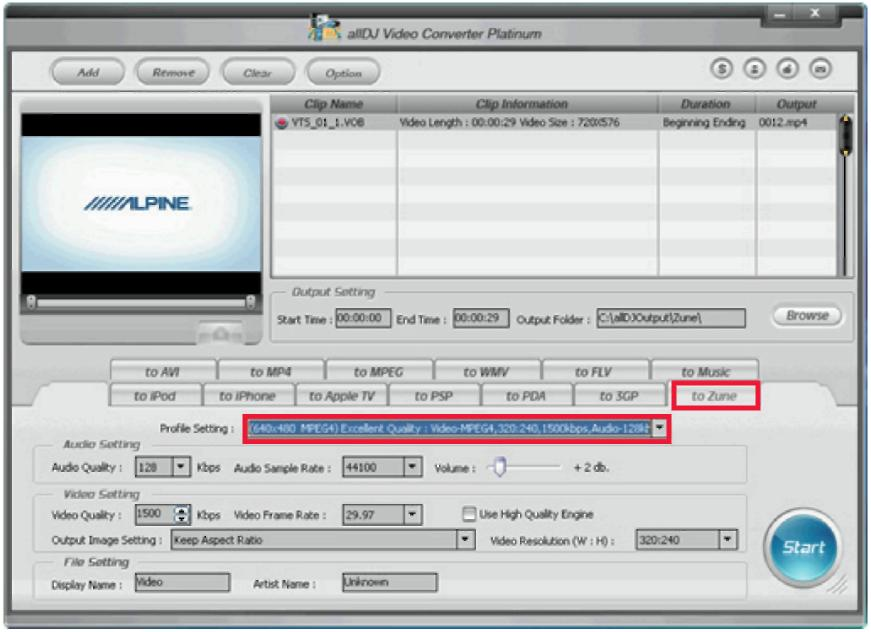 allDJ Video Converter Platinum
Add Remove Clear Option
Clip Name Clip Information Duration Output
VTS_01_1.VOB Video Length : 00:00:29 Video Size : 720X576 Beginning Ending 0012.mp4
ALPINE
Output Setting
Start Time : 00:00:00 End Time : 00:00:29 Output Folder : C:\allDJOutput\Zune\ Browse
to AVI to MP4 to MPEG to WMV to FLV to Music
to iPod to iPhone to Apple TV to PSP to PDA to 3GP to Zune
Profile Setting : (640x480 MPEG4) Excellent Quality : Video-MPEG4,320:240,1500kbps,Audio-128kb
Audio Setting
Audio Quality : 128 Kbps Audio Sample Rate : 44100 Volume : + 2 db.
Video Setting
Video Quality : 1500 Kbps Video Frame Rate : 29.97 Use High Quality Engine
Output Image Setting : Keep Aspect Ratio Video Resolution (W : H) : 320:240
Start
File Setting
Display Name : Video Artist Name : Unknown